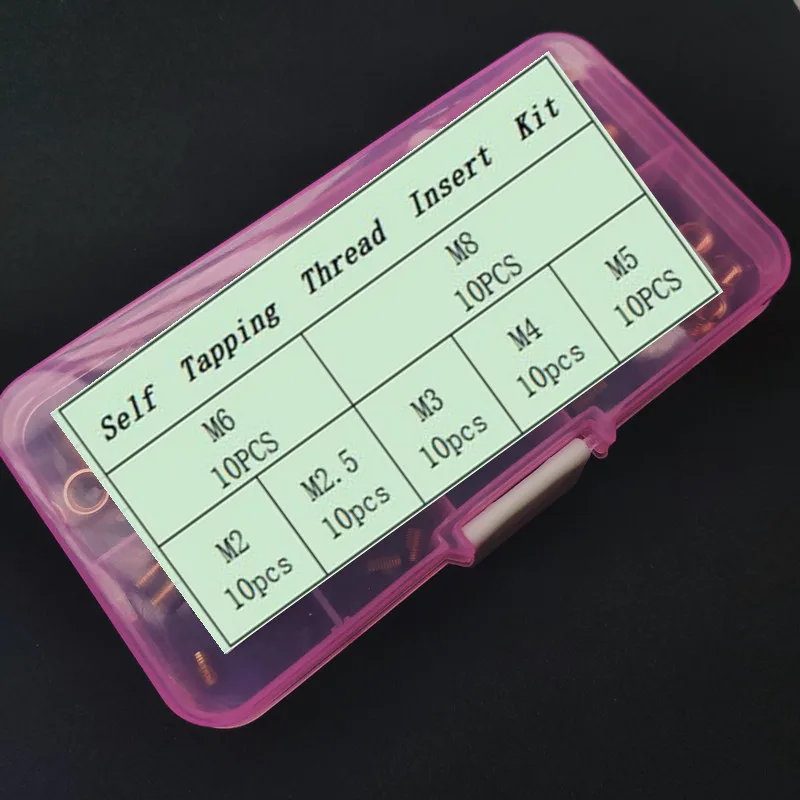 Self Tapping Thread Insert Kit
M6
10PCS
M8
10PCS
M2
10pcs
M2.5
10pcs
M3
10pcs
M4
10pcs
M5
10PCS